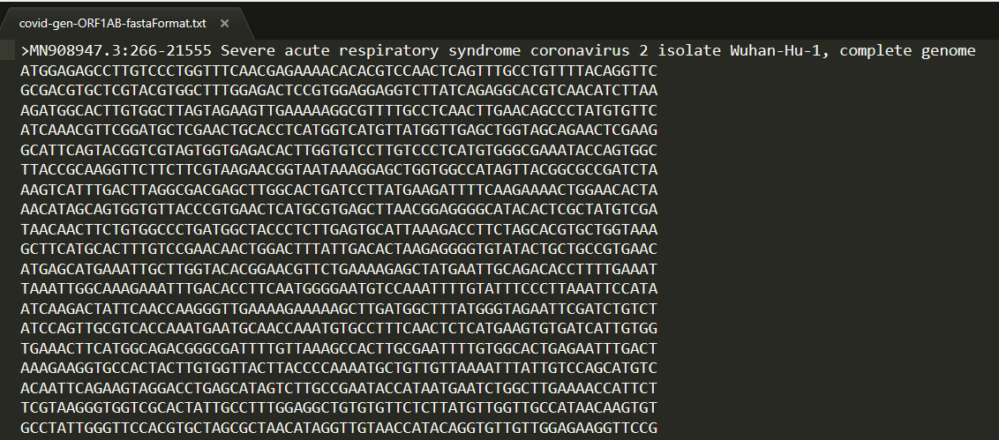 covid-gen-ORF1AB-fastaFormat.txt ×
>MN908947.3:266-21555 Severe acute respiratory syndrome coronavirus 2 isolate Wuhan-Hu-1, complete genome
ATGGAGAGCCTTGTCCCTGGTTTCAACGAGAAAACACACGTCCAACTCAGTTTGCCTGTTTTACAGGTTC
GCGACGTGCTCGTACGTGGCTTTGGAGACTCCGTGGAGGAGGTCTTATCAGAGGCACGTCAACATCTTAA
AGATGGCACTTGTGGCTTAGTAGAAGTTGAAAAAGGCGTTTTGCCTCAACTTGAACAGCCCTATGTGTTC
ATCAAACGTTCGGATGCTCGAACTGCACCTCATGGTCATGTTATGGTTGAGCTGGTAGCAGAACTCGAAG
GCATTCAGTACGGTCGTAGTGGTGAGACACTTGGTGTCCTTGTCCCTCATGTGGGCGAAATACCAGTGGC
TTACCGCAAGGTTCTTCTTCGTAAGAACGGTAATAAAGGAGCTGGTGGCCATAGTTACGGCGCCGATCTA
AAGTCATTTGACTTAGGCGACGAGCTTGGCACTGATCCTTATGAAGATTTTCAAGAAAACTGGAACACTA
AACATAGCAGTGGTGTTACCCGTGAACTCATGCGTGAGCTTAACGGAGGGGCATACACTCGCTATGTCGA
TAACAACTTCTGTGGCCCTGATGGCTACCCTCTTGAGTGCATTAAAGACCTTCTAGCACGTGCTGGTAAA
GCTTCATGCACTTTGTCCGAACAACTGGACTTTATTGACACTAAGAGGGGTGTATACTGCTGCCGTGAAC
ATGAGCATGAAATTGCTTGGTACACGGAACGTTCTGAAAAGAGCTATGAATTGCAGACACCTTTTGAAAT
TAAATTGGCAAAGAAATTTGACACCTTCAATGGGGAATGTCCAAATTTTGTATTTCCCTTAAATTCCATA
ATCAAGACTATTCAACCAAGGGTTGAAAAGAAAAAGCTTGATGGCTTTATGGGTAGAATTCGATCTGTCT
ATCCAGTTGCGTCACCAAATGAATGCAACCAAATGTGCCTTTCAACTCTCATGAAGTGTGATCATTGTGG
TGAAACTTCATGGCAGACGGGCGATTTTGTTAAAGCCACTTGCGAATTTTGTGGCACTGAGAATTTGACT
AAAGAAGGTGCCACTACTTGTGGTTACTTACCCCAAAATGCTGTTGTTAAAATTTATTGTCCAGCATGTC
ACAATTCAGAAGTAGGACCTGAGCATAGTCTTGCCGAATACCATAATGAATCTGGCTTGAAAACCATTCT
TCGTAAGGGTGGTCGCACTATTGCCTTTGGAGGCTGTGTGTTCTCTTATGTTGGTTGCCATAACAAGTGT
GCCTATTGGGTTCCACGTGCTAGCGCTAACATAGGTTGTAACCATACAGGTGTTGTTGGAGAAGGTTCCG